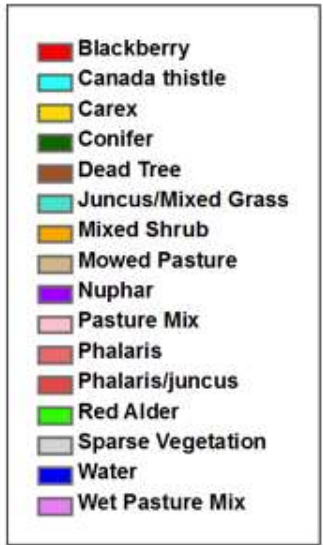 Blackberry
Canada thistle
Carex
Conifer
Dead Tree
Juncus/Mixed Grass
Mixed Shrub
Mowed Pasture
Nuphar
Pasture Mix
Phalaris
Phalaris/juncus
Red Alder
Sparse Vegetation
Water
Wet Pasture Mix